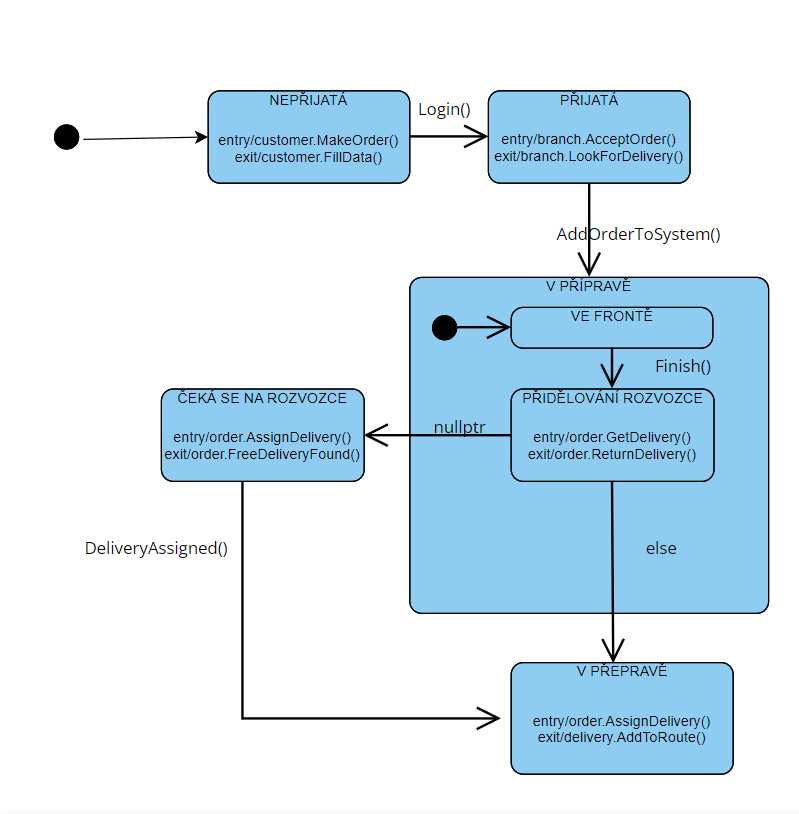 NEPŘIJATÁ
entry/customer.MakeOrder()
exit/customer.FillData()
Login()
PŘIJATÁ
entry/branch.AcceptOrder()
exit/branch.LookForDelivery()
AddOrderToSystem()
V PŘÍPRAVĚ
VE FRONTĚ
Finish()
PŘIDĚLOVÁNÍ ROZVOZCE
entry/order.GetDelivery()
exit/order.ReturnDelivery()
nullptr
ČEKÁ SE NA ROZVOZCE
entry/order.AssignDelivery()
exit/order.FreeDeliveryFound()
DeliveryAssigned()
else
V PŘEPRAVĚ
entry/order.AssignDelivery()
exit/delivery.AddToRoute()